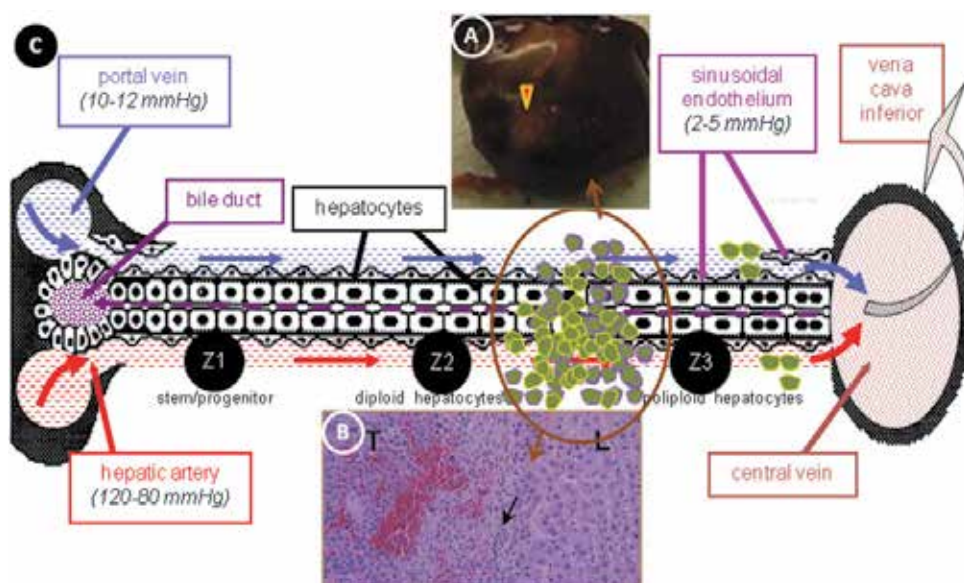 C
A
portal vein
(10-12 mmHg)
sinusoidal
endothelium
(2-5 mmHg)
vena
cava
inferior
bile duct
hepatocytes
Z1
Z2
Z3
stem/progenitor
diploid hepatocytes
poliploid hepatocytes
B
T
L
hepatic artery
(120-80 mmHg)
central vein